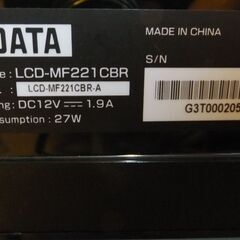 DATA
MADE IN CHINA
e: LCD-MF221CBR
S/N
LCD-MF221CBR-A
ng: DC12V ⎓ 1.9A
G3T000205
sumption: 27W